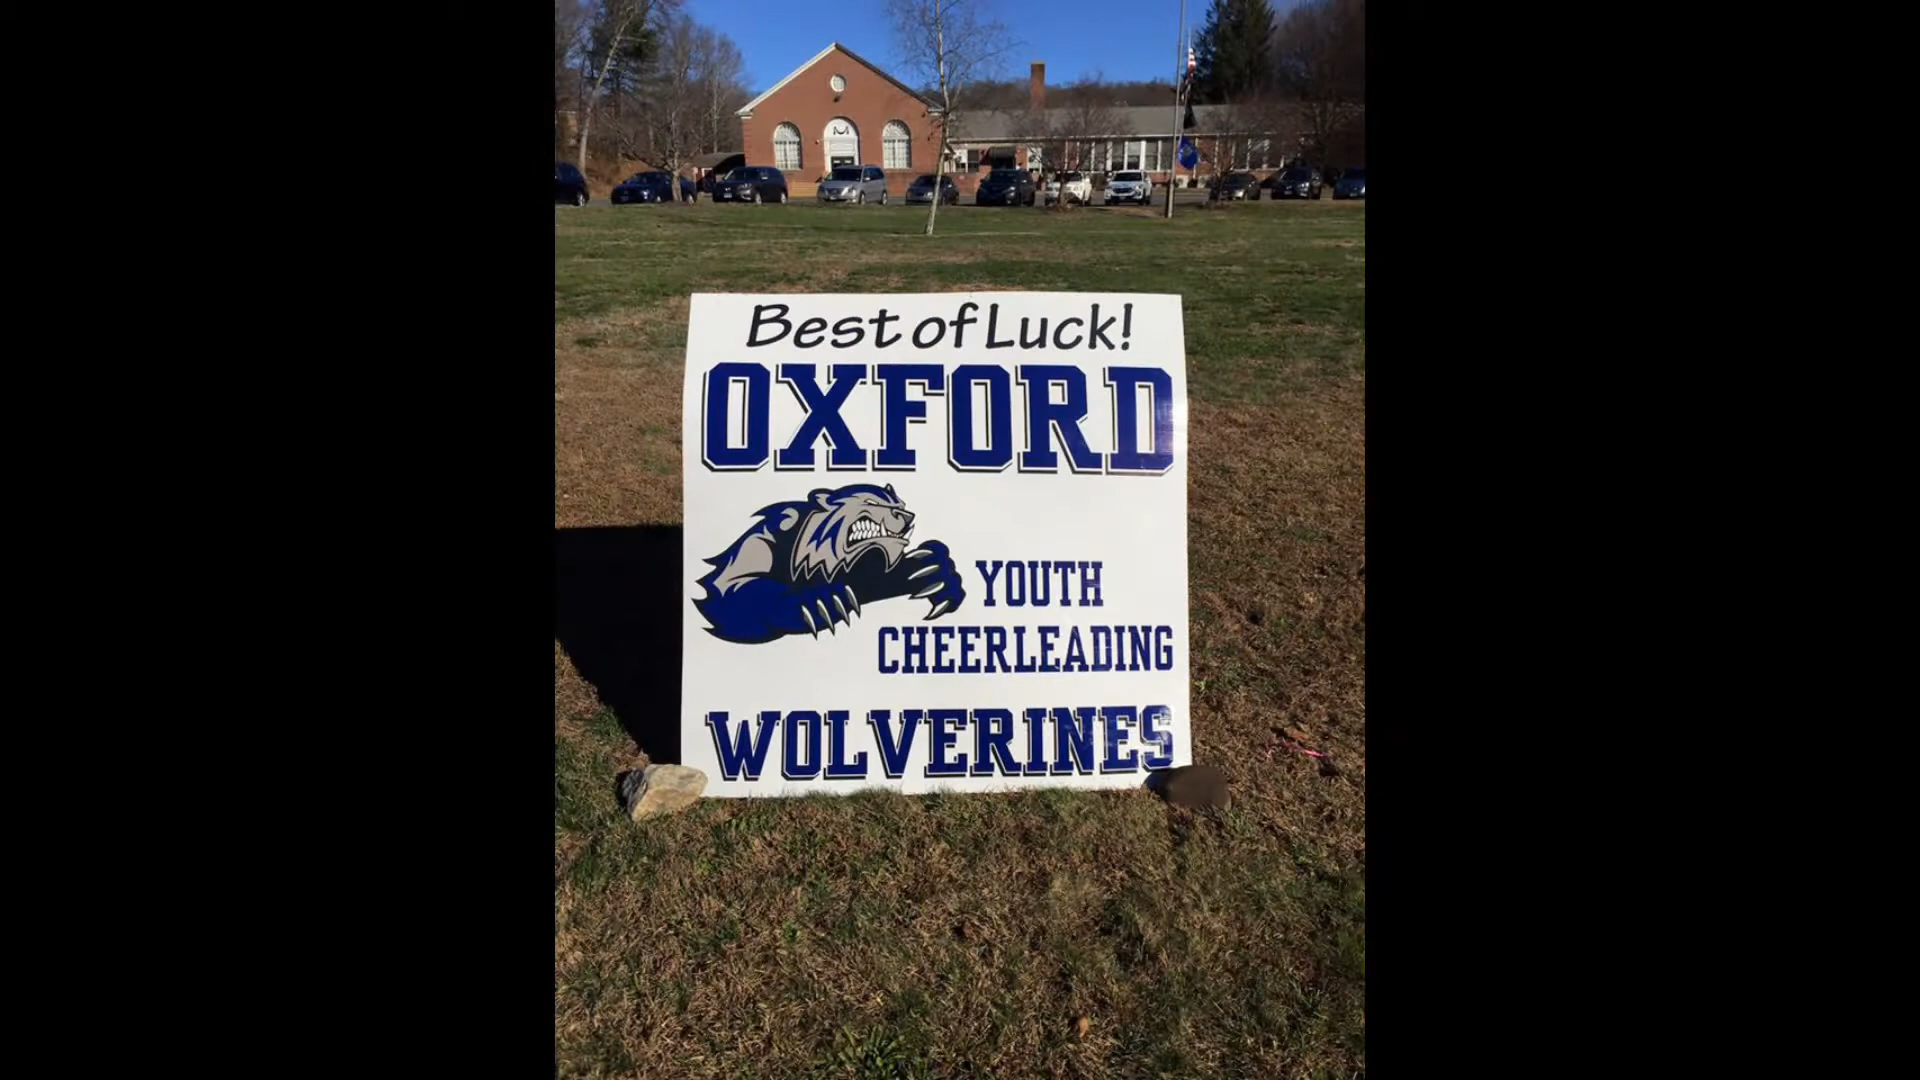 Best of Luck!
OXFORD
YOUTH
CHEERLEADING
WOLVERINES